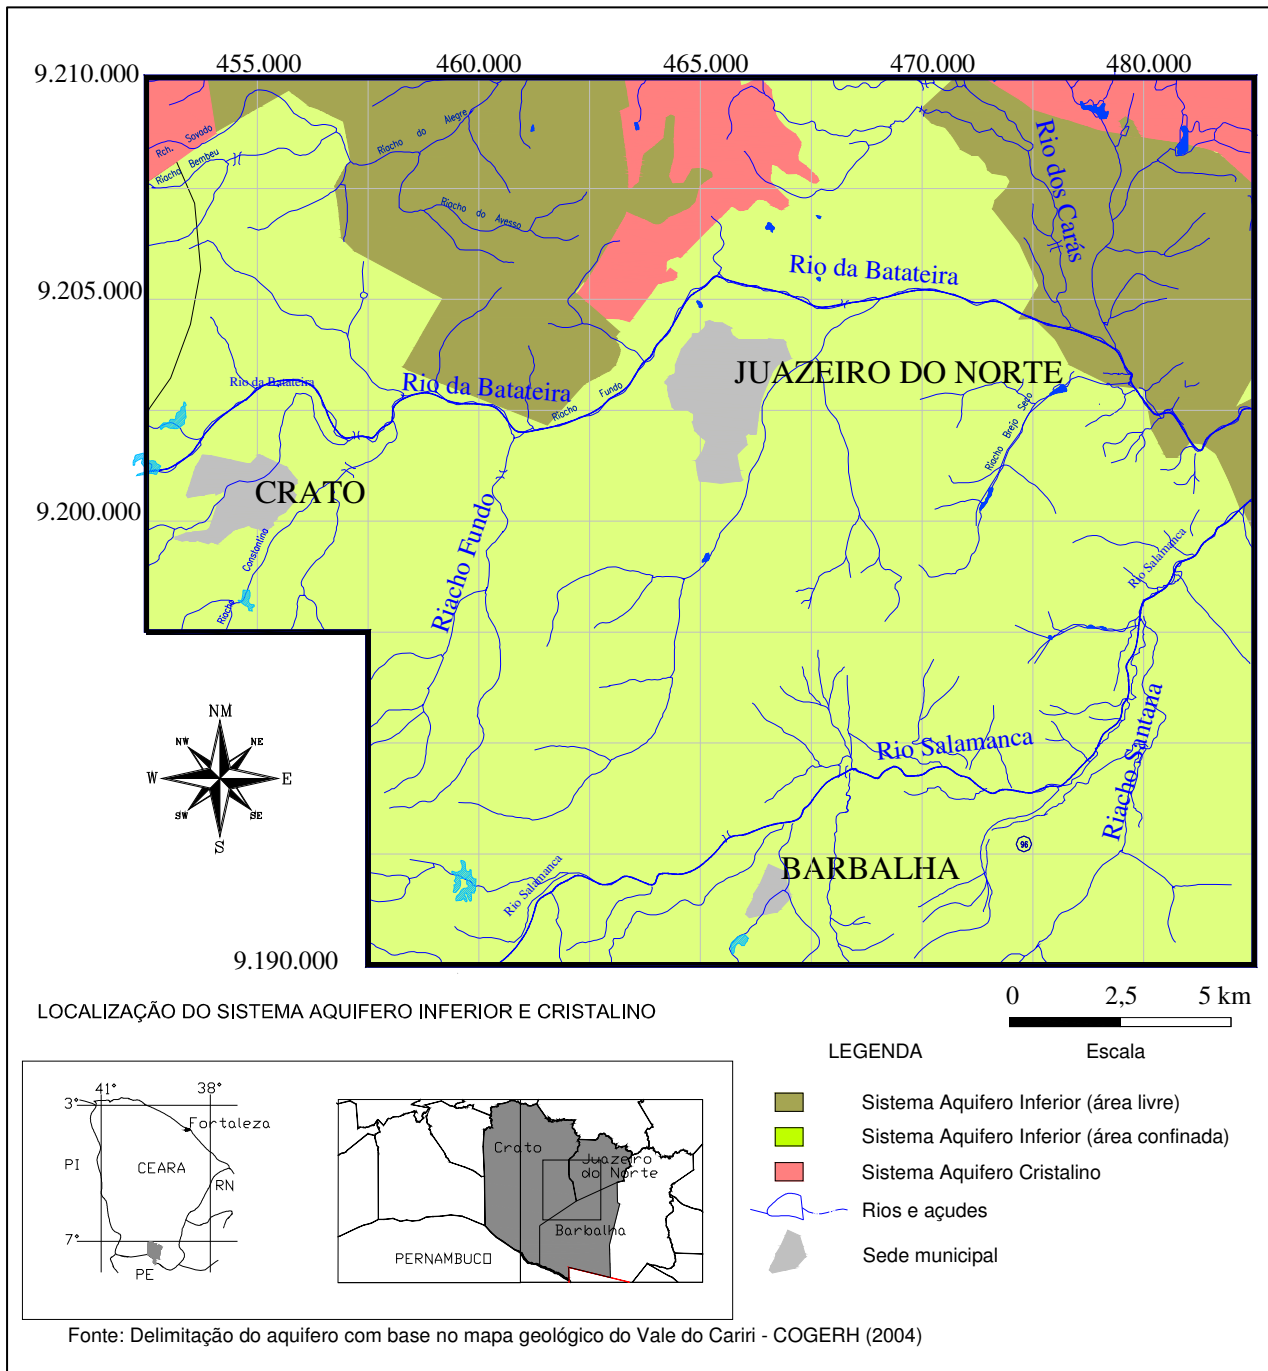 455.000 460.000 465.000 470.000 480.000
9.210.000
Rch. Sovado
Riacho Bembeu
Riacho do Alegre
Riacho do Avesso
Rio dos Carás
9.205.000
Rio da Batateira
JUAZEIRO DO NORTE
Rio da Batateira
Rio da Batateira
Riacho Fundo
Riacho Brejo Seco
CRATO
9.200.000
Riacho Constantino
Riacho Fundo
Rio Salamanca
Riacho Santana
Rio Salamanca
96
BARBALHA
Rio Salamanca
9.190.000
NM
NW NE
W E
SW SE
S
LOCALIZAÇÃO DO SISTEMA AQUIFERO INFERIOR E CRISTALINO
0 2,5 5 km
LEGENDA Escala
Sistema Aquifero Inferior (área livre)
Sistema Aquifero Inferior (área confinada)
Sistema Aquifero Cristalino
Rios e açudes
Sede municipal
41° 38°
3°
Fortaleza
PI
CEARA
RN
7°
PE
Crato
Juazeiro
do Norte
Barbalha
PERNAMBUCO
Fonte: Delimitação do aquifero com base no mapa geológico do Vale do Cariri - COGERH (2004)